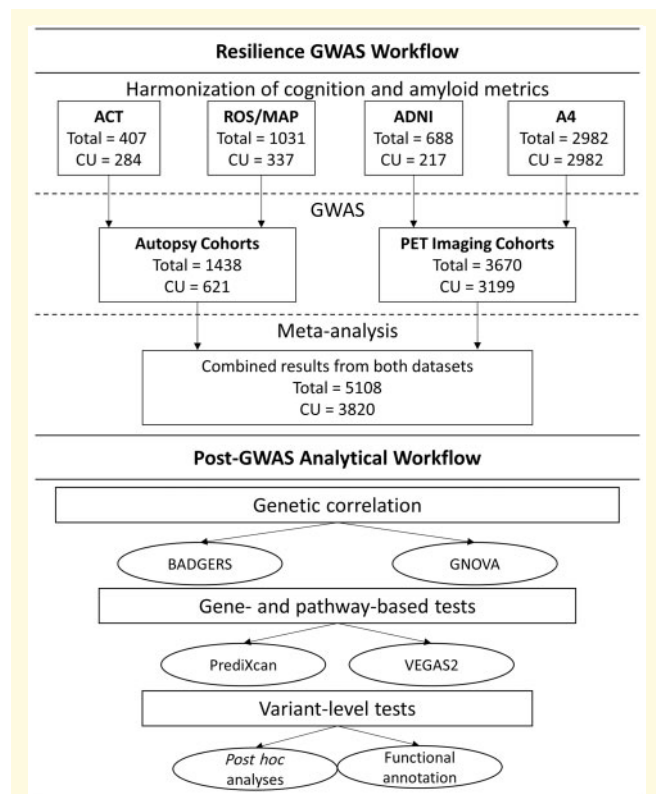 Resilience GWAS Workflow
Harmonization of cognition and amyloid metrics
ACT
Total = 407
CU = 284
ROS/MAP
Total = 1031
CU = 337
ADNI
Total = 688
CU = 217
A4
Total = 2982
CU = 2982
GWAS
Autopsy Cohorts
Total = 1438
CU = 621
PET Imaging Cohorts
Total = 3670
CU = 3199
Meta-analysis
Combined results from both datasets
Total = 5108
CU = 3820
Post-GWAS Analytical Workflow
Genetic correlation
BADGERS
GNOVA
Gene- and pathway-based tests
PrediXcan
VEGAS2
Variant-level tests
Post hoc
analyses
Functional
annotation